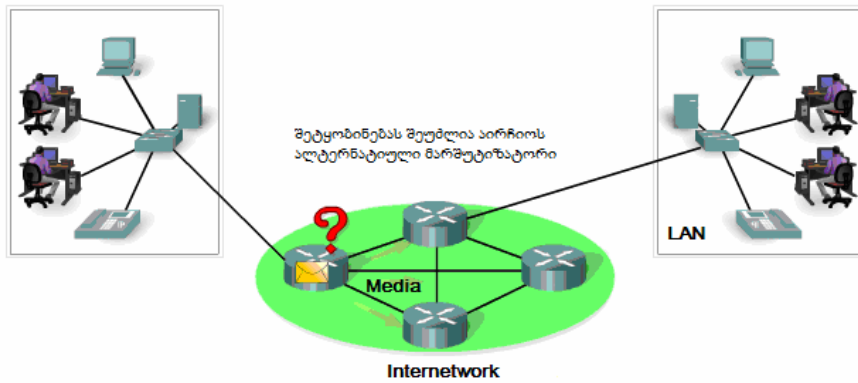 შეტყობინებას შეუძლია აირჩიოს
ალტერნატიული მარშუტიზატორი
LAN
?
Media
Internetwork